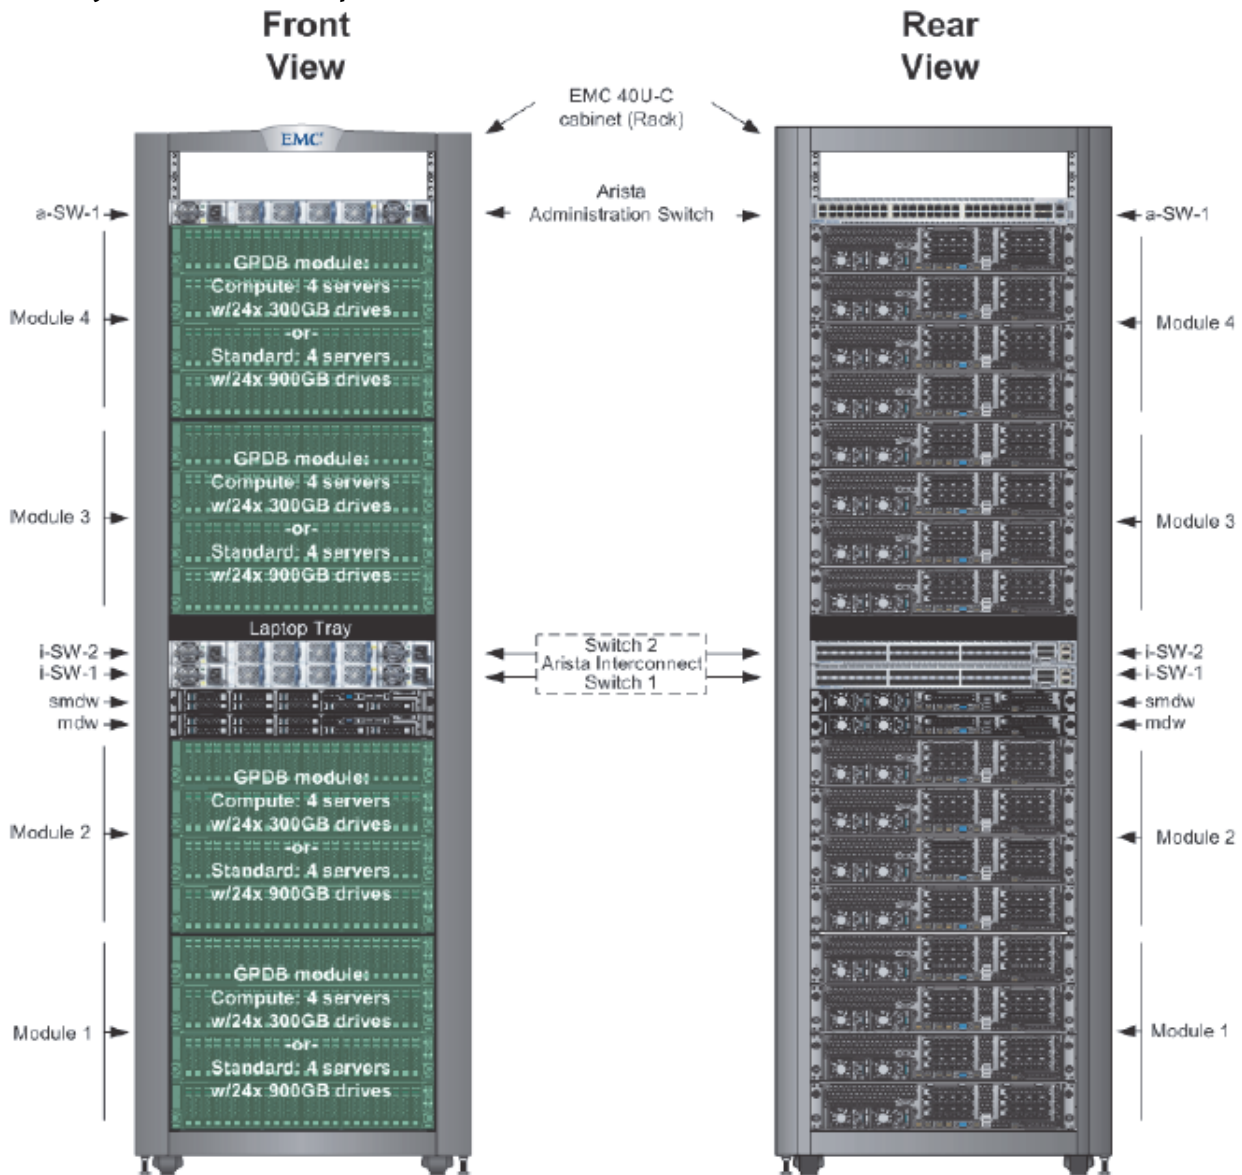 Front
View
Rear
View
EMC 40U-C
cabinet (Rack)
EMC
Arista
Administration Switch
a-SW-1
a-SW-1
GPDB module:
Compute: 4 servers
w/24x 300GB drives
-or-
Standard: 4 servers
w/24x 900GB drives
Module 4
Module 4
GPDB module:
Compute: 4 servers
w/24x 300GB drives
-or-
Standard: 4 servers
w/24x 900GB drives
Module 3
Module 3
Laptop Tray
i-SW-2
i-SW-1
smdw
mdw
Switch 2
Arista Interconnect
Switch 1
i-SW-2
i-SW-1
smdw
mdw
GPDB module:
Compute: 4 servers
w/24x 300GB drives
-or-
Standard: 4 servers
w/24x 900GB drives
Module 2
Module 2
GPDB module:
Compute: 4 servers
w/24x 300GB drives
-or-
Standard: 4 servers
w/24x 900GB drives
Module 1
Module 1